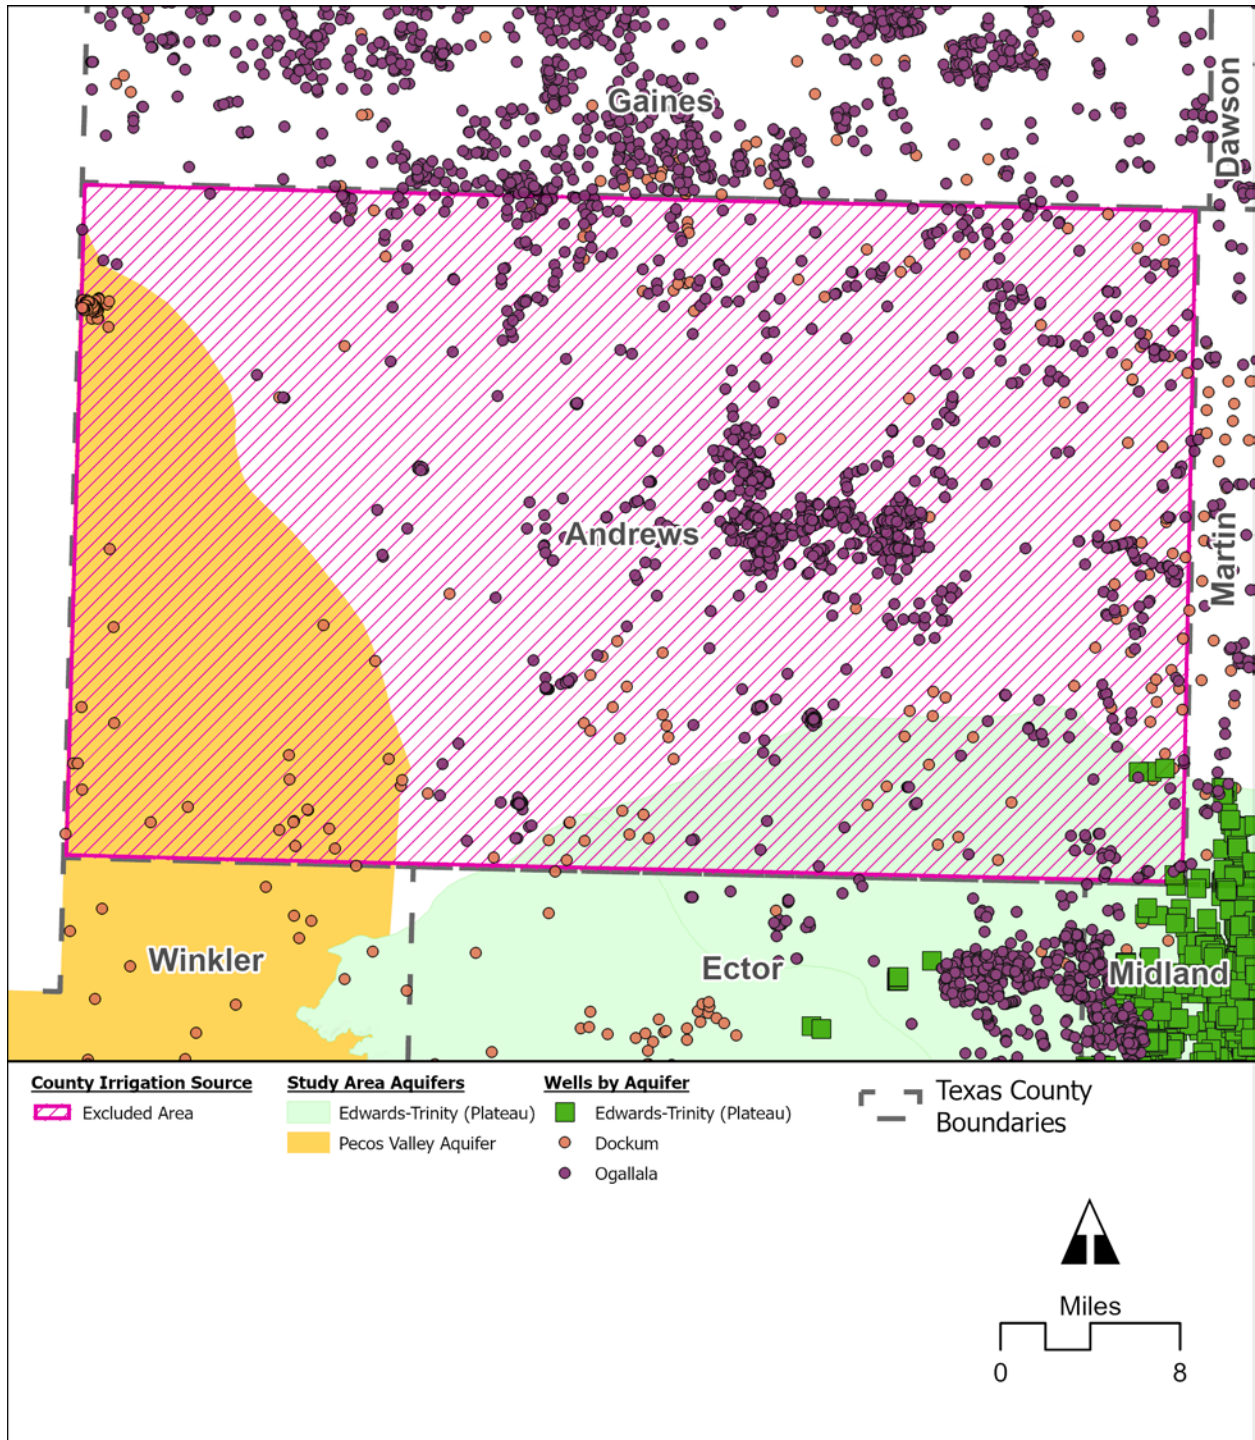 Gaines
Dawson
Andrews
Martin
Winkler
Ector
Midland
County Irrigation Source
Excluded Area
Study Area Aquifers
Edwards-Trinity (Plateau)
Pecos Valley Aquifer
Wells by Aquifer
Edwards-Trinity (Plateau)
Dockum
Ogallala
Texas County
Boundaries
Miles
0 8